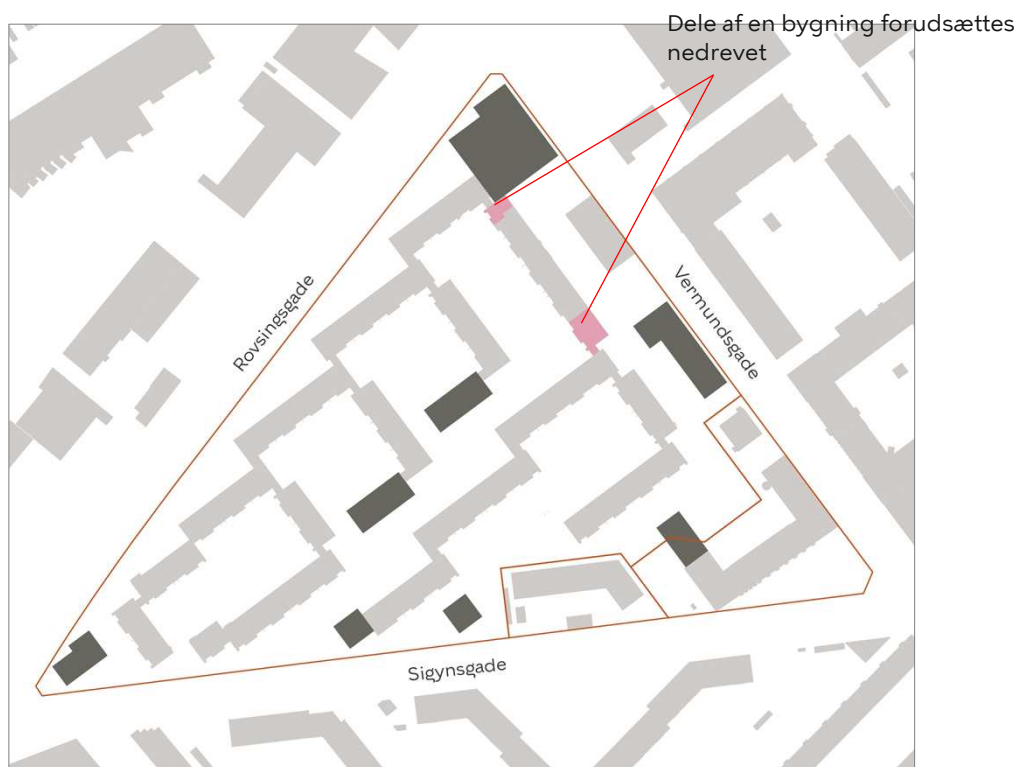 Dele af en bygning forudsættes
nedrevet
Rovsingsgade
Vermundsgade
Sigynsgade